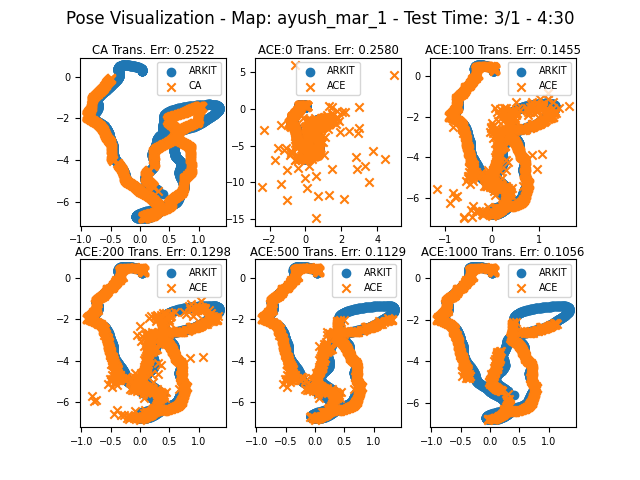 Pose Visualization - Map: ayush_mar_1 - Test Time: 3/1 - 4:30
CA Trans. Err: 0.2522
ACE:0 Trans. Err: 0.2580
ACE:100 Trans. Err: 0.1455
0
−2
−4
−6
−1.0 −0.5 0.0 0.5 1.0
ARKIT
CA
5
0
−5
−10
−15
−2 0 2 4
ARKIT
ACE
0
−2
−4
−6
−1 0 1
ARKIT
ACE
ACE:200 Trans. Err: 0.1298
ACE:500 Trans. Err: 0.1129
ACE:1000 Trans. Err: 0.1056
0
−2
−4
−6
−1.0 −0.5 0.0 0.5 1.0
ARKIT
ACE
0
−2
−4
−6
−1.0 −0.5 0.0 0.5 1.0
ARKIT
ACE
0
−2
−4
−6
−1.0 −0.5 0.0 0.5 1.0
ARKIT
ACE